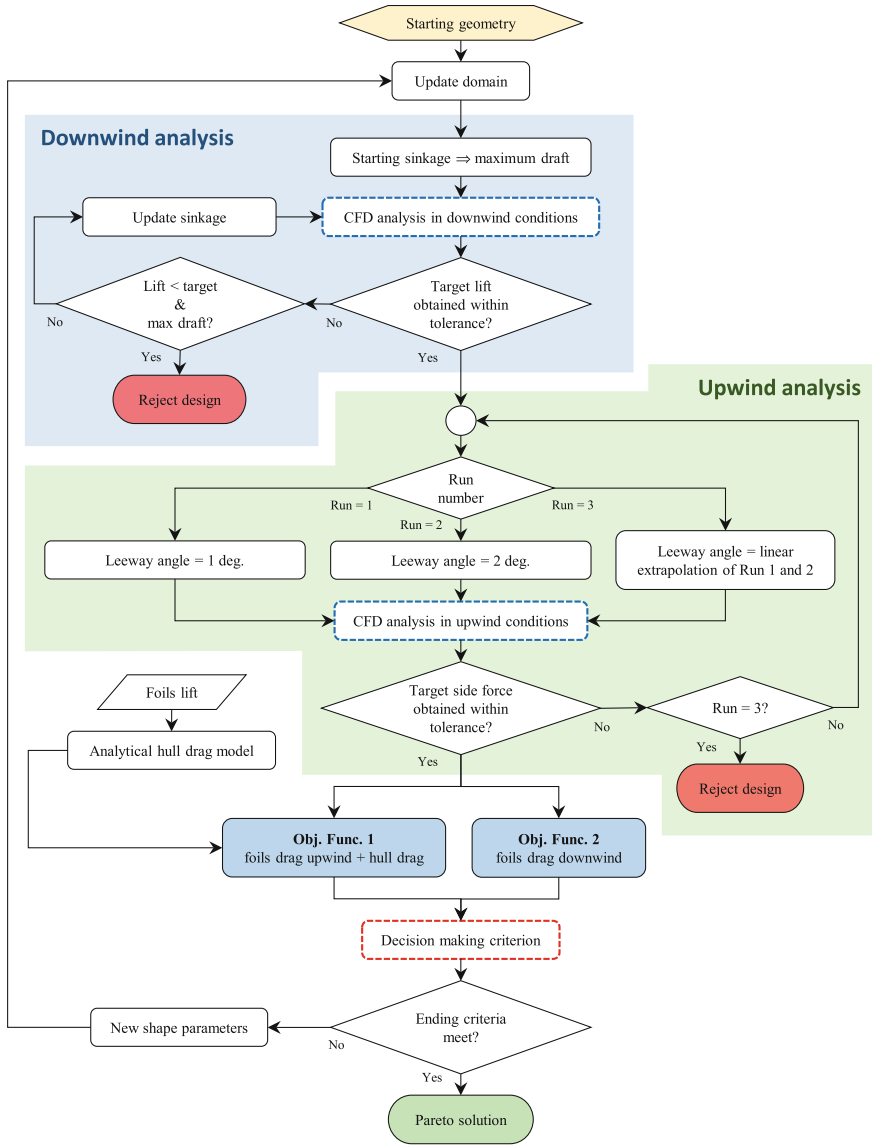 Starting geometry
Update domain
Downwind analysis
Starting sinkage ⇒ maximum draft
Update sinkage
CFD analysis in downwind conditions
Lift < target
&
max draft?
Target lift
obtained within
tolerance?
No
No
Yes
Yes
Reject design
Upwind analysis
Run
number
Run = 1
Run = 2
Run = 3
Leeway angle = 1 deg.
Leeway angle = 2 deg.
Leeway angle = linear
extrapolation of Run 1 and 2
CFD analysis in upwind conditions
Target side force
obtained within
tolerance?
Run = 3?
No
No
Yes
Yes
Reject design
Foils lift
Analytical hull drag model
Obj. Func. 1
foils drag upwind + hull drag
Obj. Func. 2
foils drag downwind
Decision making criterion
Ending criteria
meet?
New shape parameters
No
Yes
Pareto solution